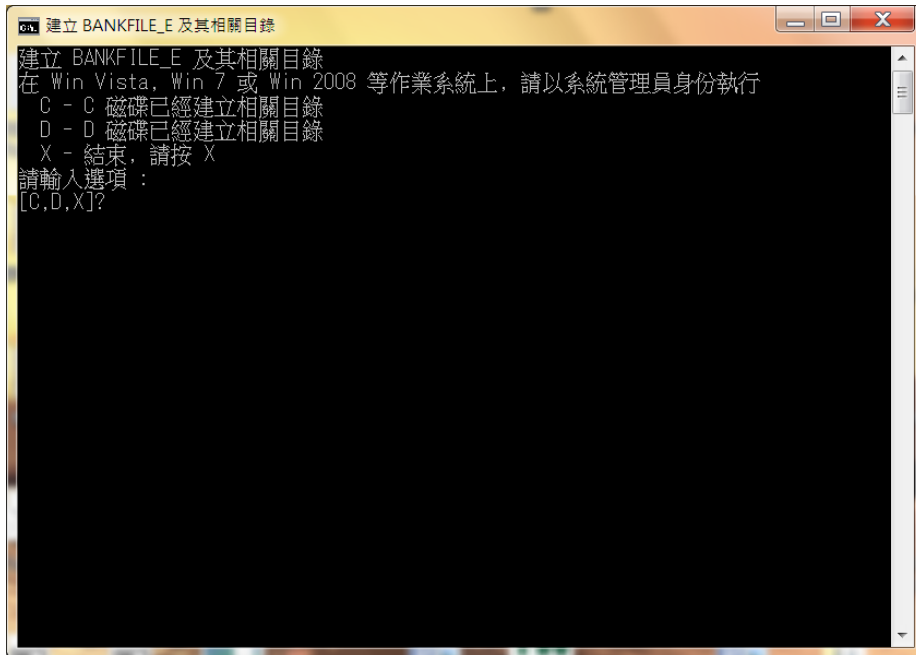 建立 BANKFILE_E 及其相關目錄
建立 BANKFILE_E 及其相關目錄
在 Win Vista, Win 7 或 Win 2008 等作業系統上, 請以系統管理員身份執行
C - C 磁碟已經建立相關目錄
D - D 磁碟已經建立相關目錄
X - 結束, 請按 X
請輸入選項 :
[C,D,X]?